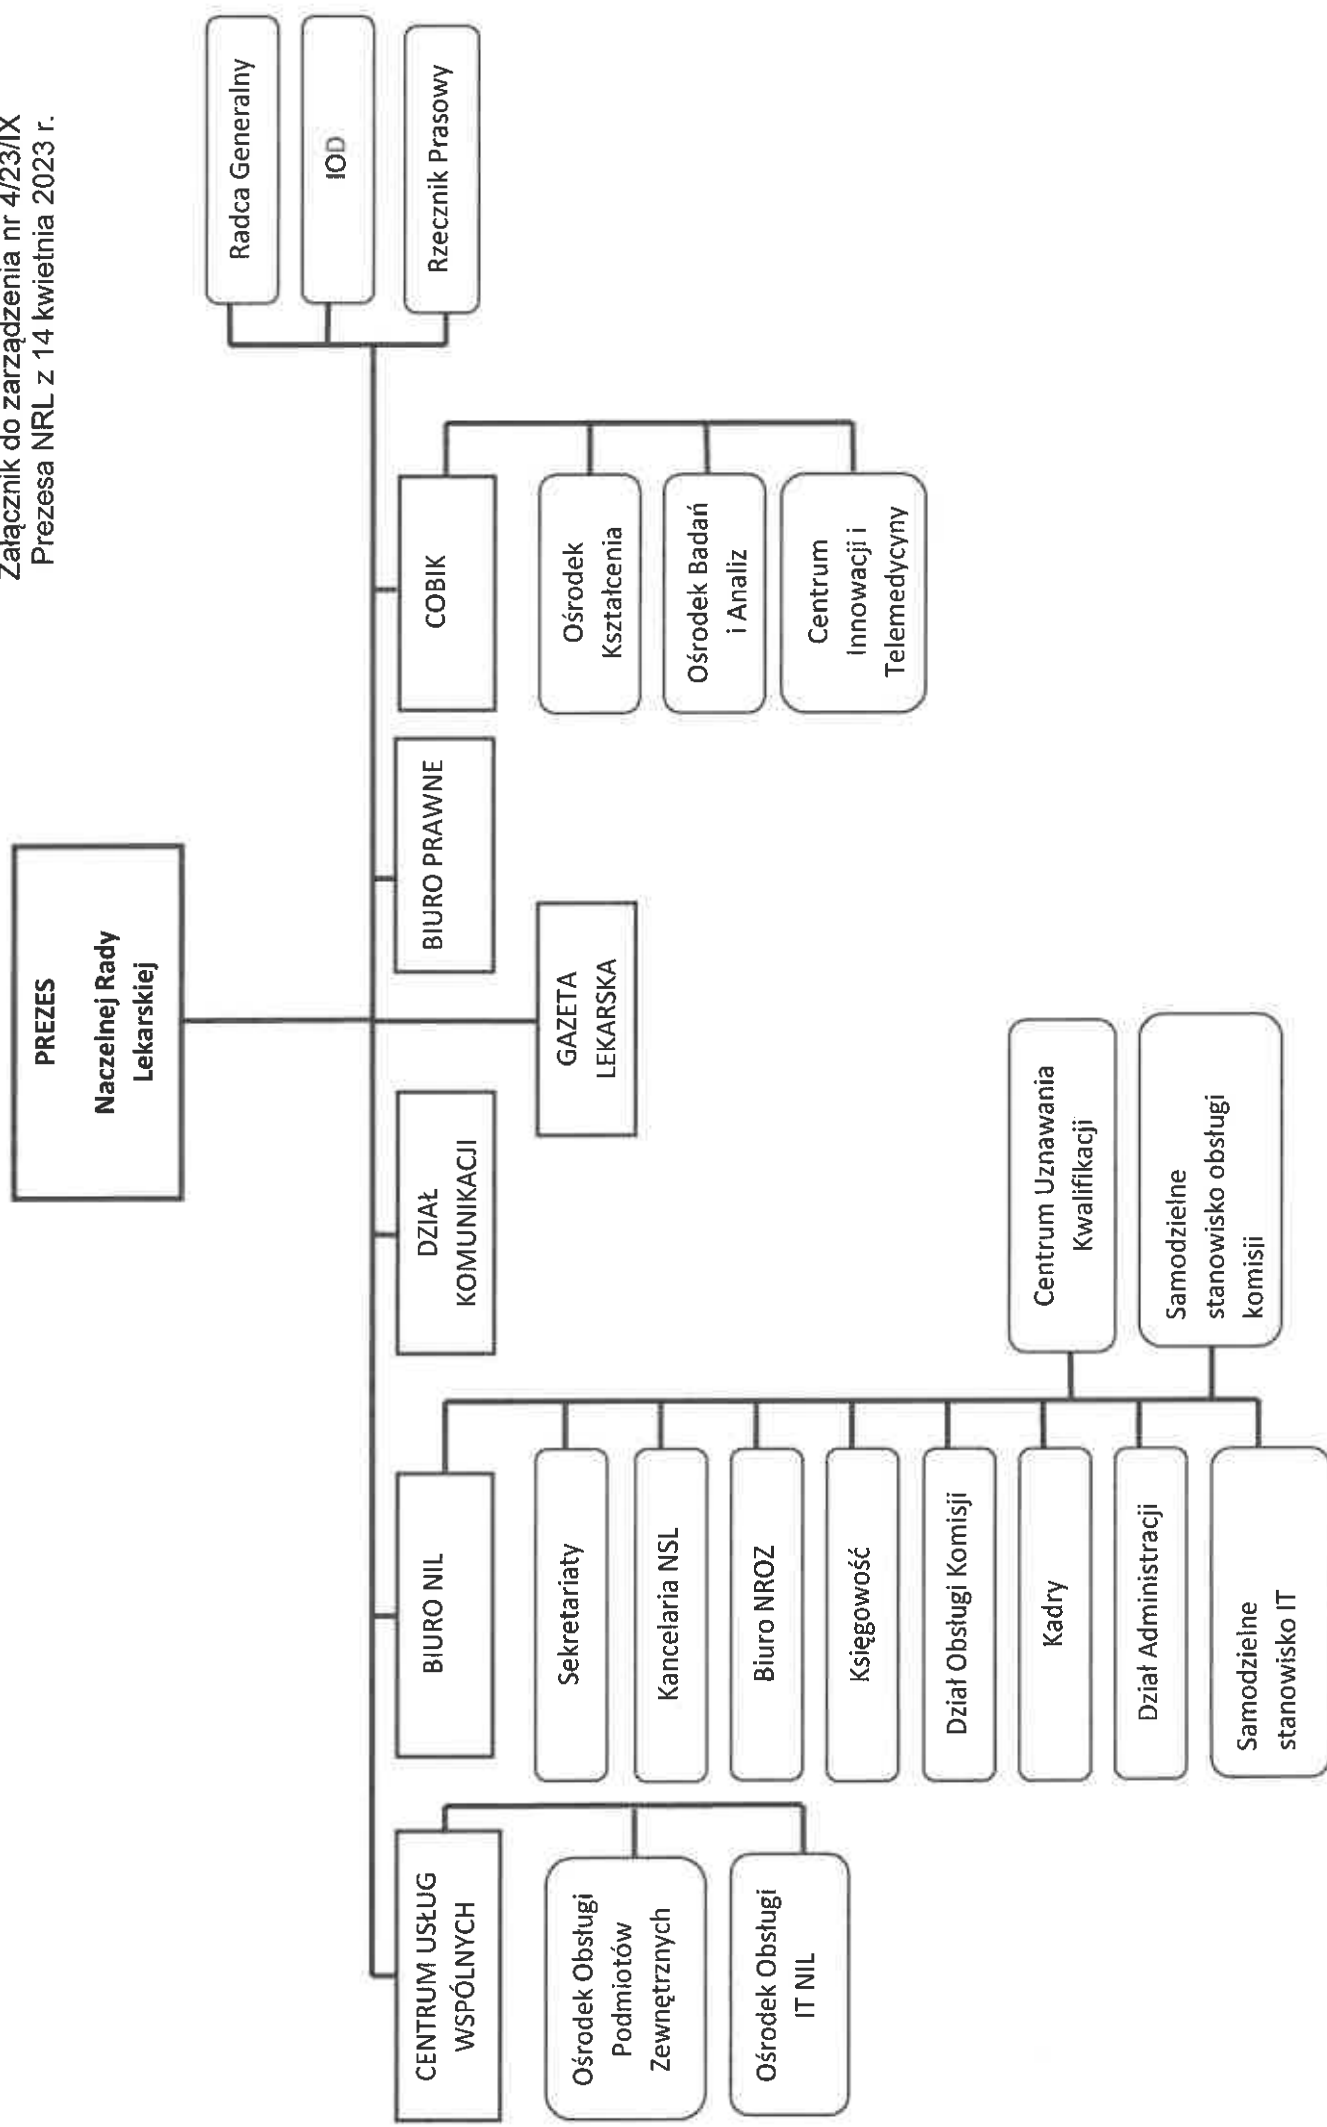 Załącznik do zarządzenia nr 4/23/IX
Prezesa NRL z 14 kwietnia 2023 r.
PREZES
Naczelnej Rady
Lekarskiej
Radca Generalny
IOD
Rzecznik Prasowy
CENTRUM USŁUG
WSPÓLNYCH
BIURO NIL
DZIAŁ
KOMUNIKACJI
BIURO PRAWNE
COBIK
GAZETA
LEKARSKA
Ośrodek Obsługi
Podmiotów
Zewnętrznych
Ośrodek Obsługi
IT NIL
Sekretariaty
Kancelaria NSL
Biuro NROZ
Księgowość
Dział Obsługi Komisji
Kadry
Dział Administracji
Samodzielne
stanowisko IT
Centrum Uznawania
Kwalifikacji
Samodzielne
stanowisko obsługi
komisii
Ośrodek
Kształcenia
Ośrodek Badań
i Analiz
Centrum
Innowacji i
Telemedycyny